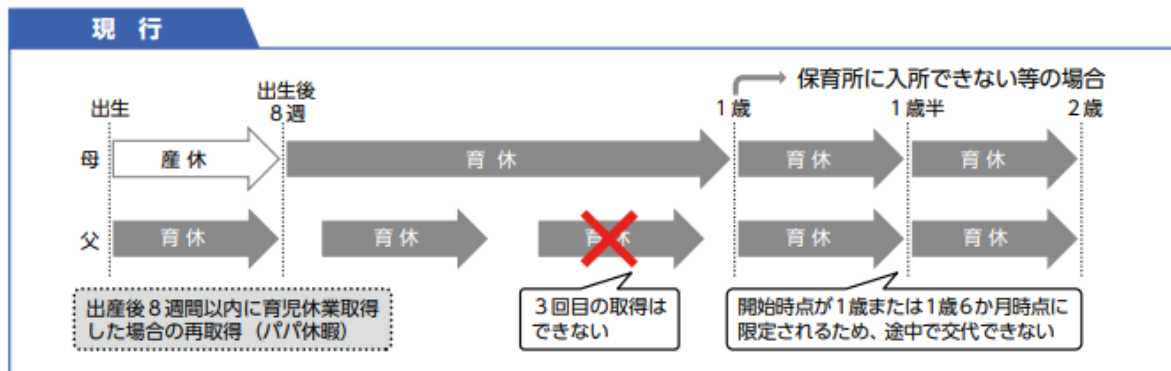 現 行
保育所に入所できない等の場合
出生
出生後
８週
１歳
１歳半
２歳
母
産 休
育 休
育 休
育 休
父
育 休
育 休
育 休
育 休
育 休
出産後８週間以内に育児休業取得
した場合の再取得（パパ休暇）
３回目の取得は
できない
開始時点が１歳または１歳６か月時点に
限定されるため、途中で交代できない